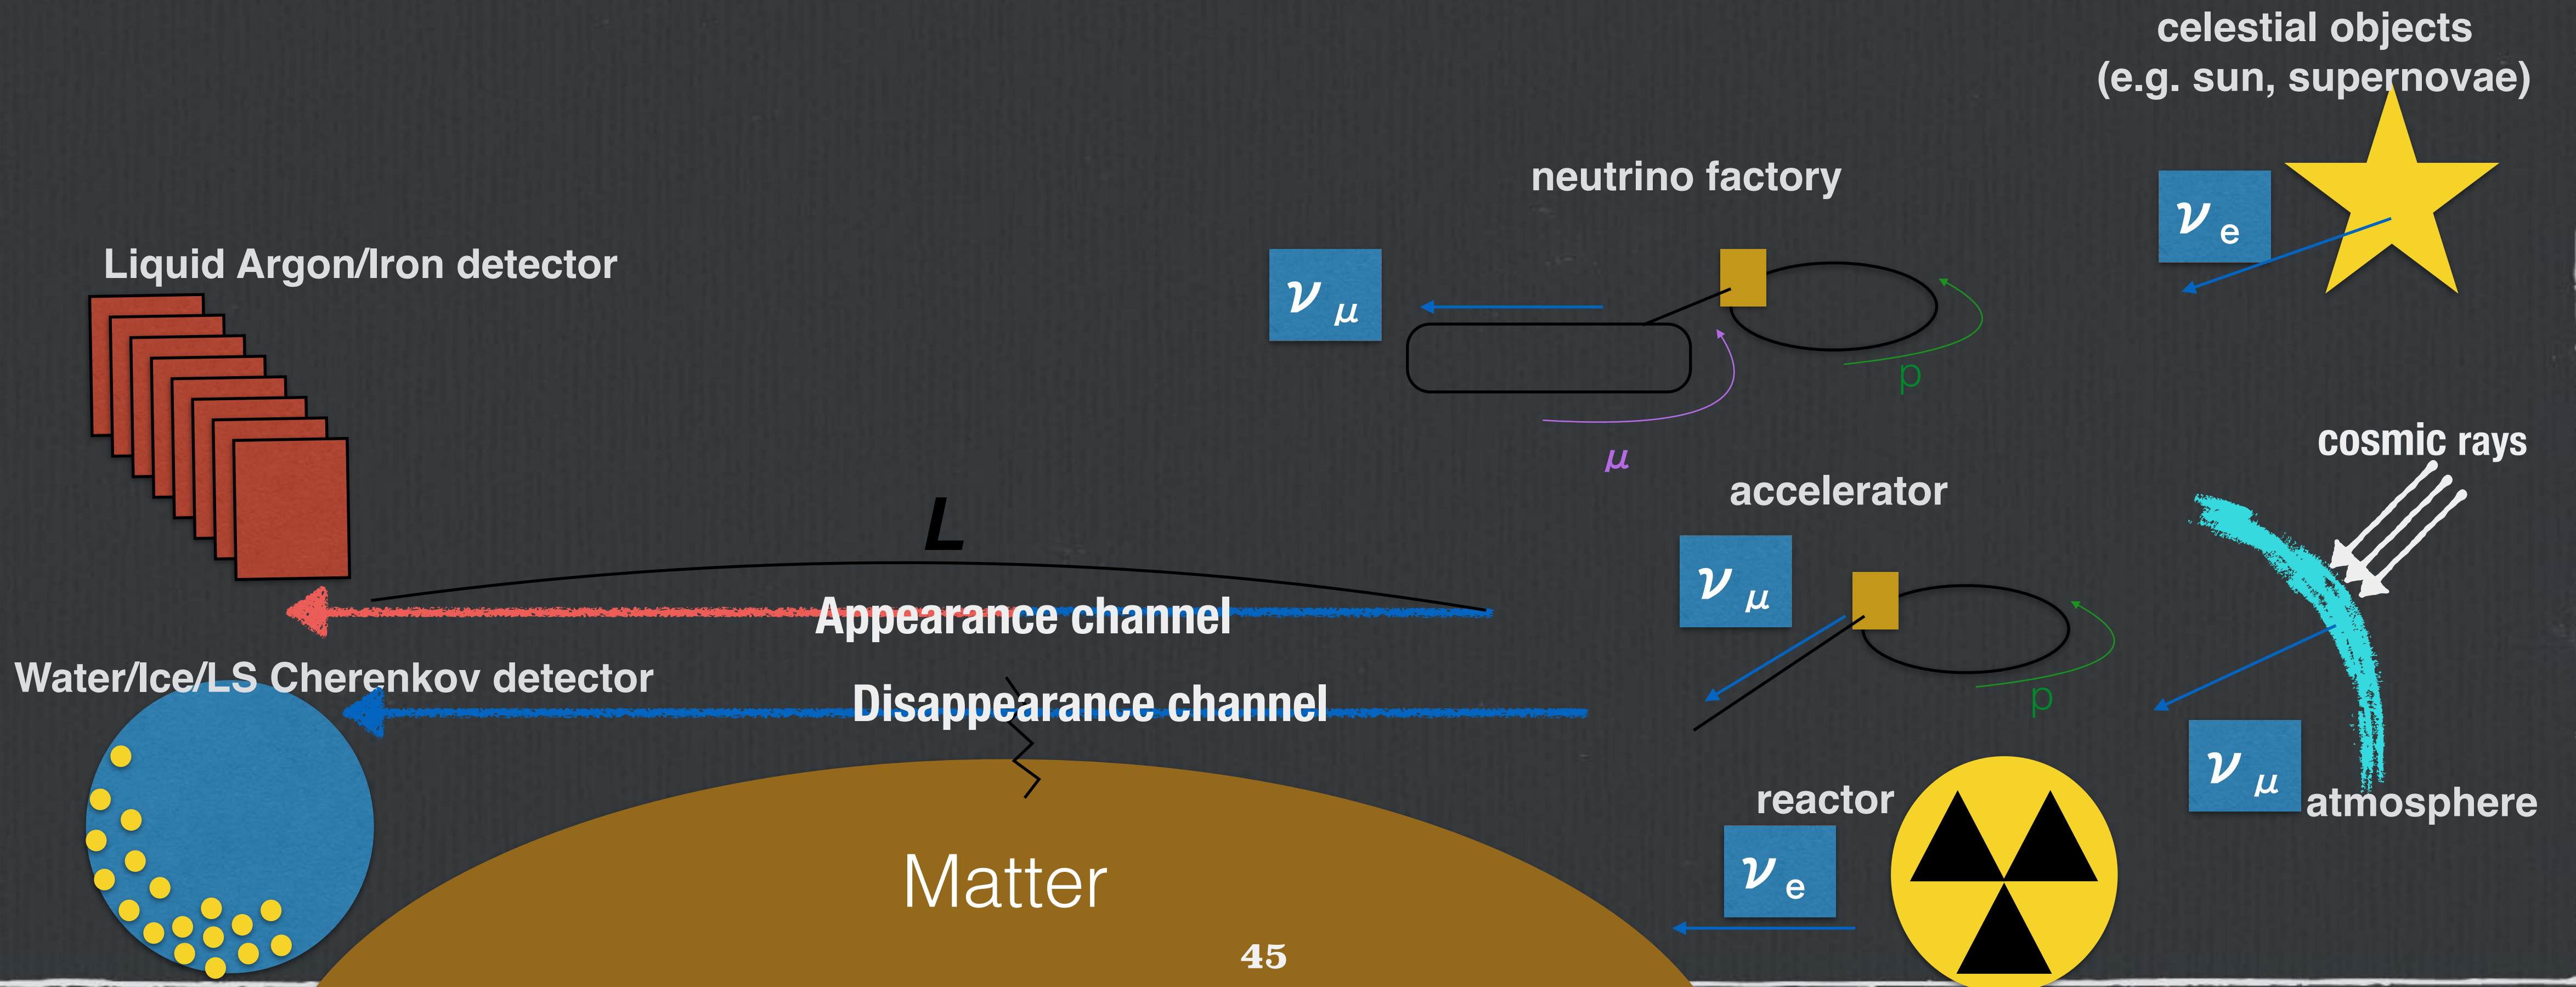 celestial objects
(e.g. sun, supernovae)
neutrino factory
ν e
Liquid Argon/Iron detector
ν μ
p
μ
cosmic rays
accelerator
L
ν μ
Appearance channel
Water/Ice/LS Cherenkov detector
Disappearance channel
p
ν μ
atmosphere
reactor
Matter
ν e
45